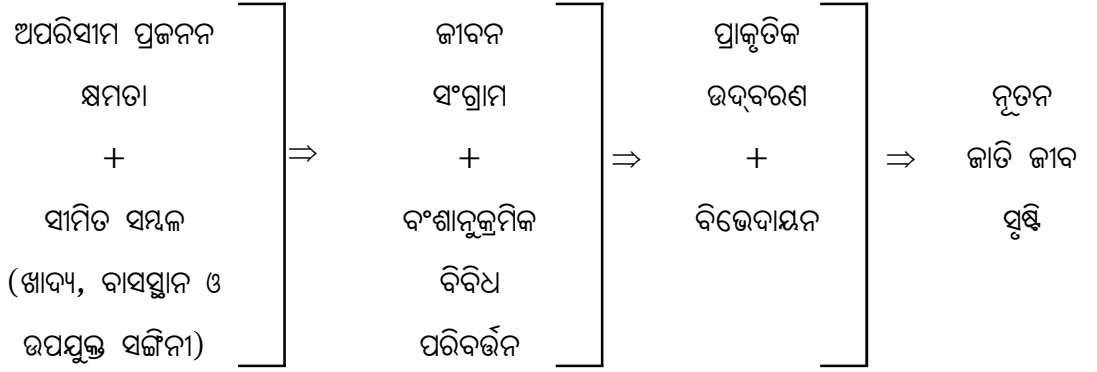 ଅପରିସୀମ ପ୍ରଜନନ
କ୍ଷମତା
+
ସୀମିତ ସମ୍ବଳ
(ଖାଦ୍ୟ, ବାସସ୍ଥାନ ଓ
ଉପଯୁକ୍ତ ସଙ୍ଗିନୀ)
⇒
ଜୀବନ
ସଂଗ୍ରାମ
+
ବଂଶାନୁକ୍ରମିକ
ବିବିଧ
ପରିବର୍ତ୍ତନ
⇒
ପ୍ରାକୃତିକ
ଉଦ୍‌ବରଣ
+
ବିଭେଦାୟନ
⇒
ନୂତନ
ଜାତି ଜୀବ
ସୃଷ୍ଟି